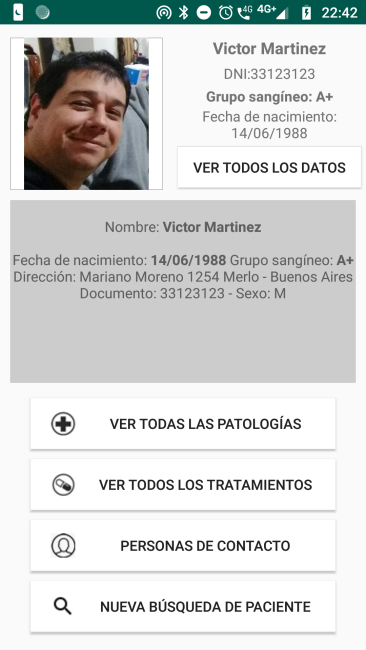 4G 4G+ 22:42
Victor Martinez
DNI:33123123
Grupo sangíneo: A+
Fecha de nacimiento:
14/06/1988
VER TODOS LOS DATOS
Nombre: Victor Martinez
Fecha de nacimiento: 14/06/1988 Grupo sangíneo: A+
Dirección: Mariano Moreno 1254 Merlo - Buenos Aires
Documento: 33123123 - Sexo: M
VER TODAS LAS PATOLOGÍAS
VER TODOS LOS TRATAMIENTOS
PERSONAS DE CONTACTO
NUEVA BÚSQUEDA DE PACIENTE